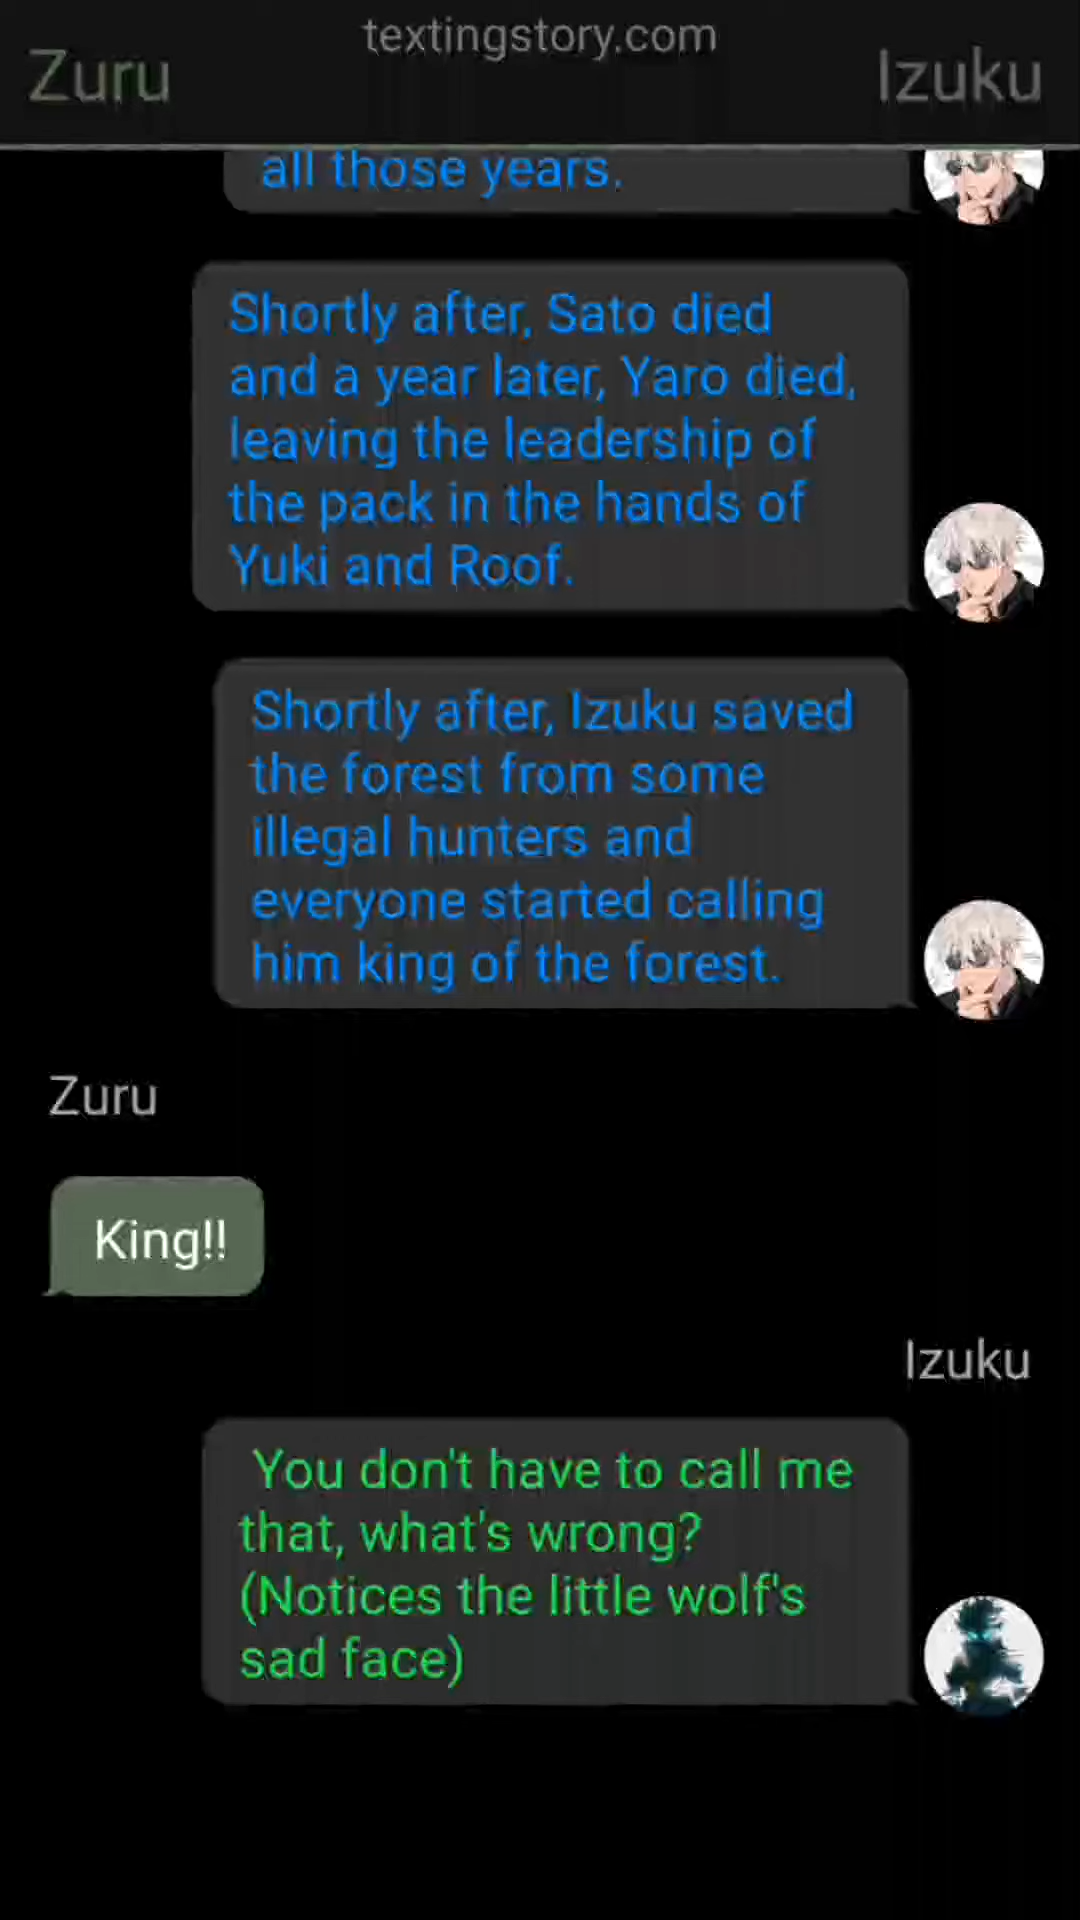 textingstory.com
Zuru
Izuku
all those years.
Shortly after, Sato died
and a year later, Yaro died,
leaving the leadership of
the pack in the hands of
Yuki and Roof.
Shortly after, Izuku saved
the forest from some
illegal hunters and
everyone started calling
him king of the forest.
Zuru
King!!
Izuku
You don't have to call me
that, what's wrong?
(Notices the little wolf's
sad face)